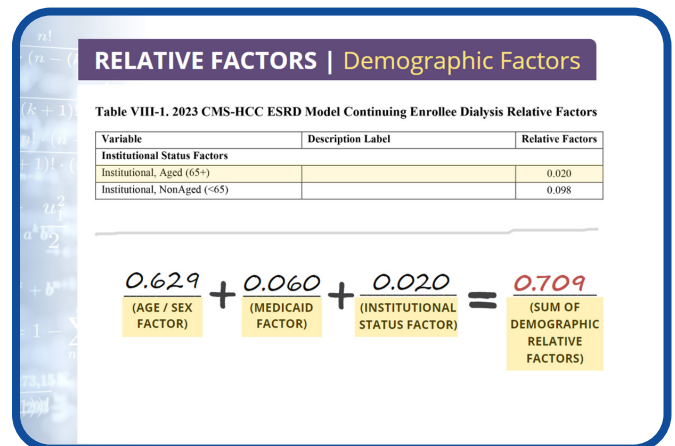 RELATIVE FACTORS | Demographic Factors
Table VIII-1. 2023 CMS-HCC ESRD Model Continuing Enrollee Dialysis Relative Factors
Variable Description Label Relative Factors
Institutional Status Factors
Institutional, Aged (65+) 0.020
Institutional, NonAged (<65) 0.098
0.629 + 0.060 + 0.020 = 0.709
(AGE / SEX FACTOR) (MEDICAID FACTOR) (INSTITUTIONAL STATUS FACTOR) (SUM OF DEMOGRAPHIC RELATIVE FACTORS)